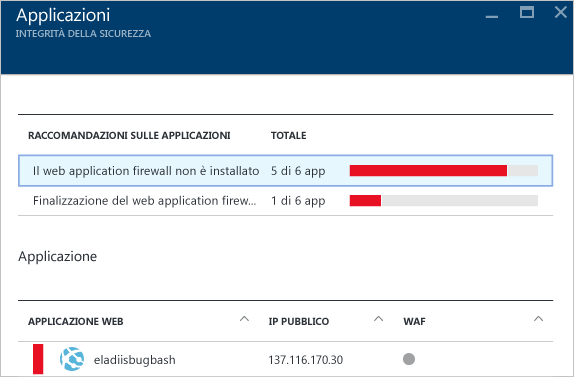 Applicazioni
INTEGRITÀ DELLA SICUREZZA
RACCOMANDAZIONI SULLE APPLICAZIONI TOTALE
Il web application firewall non è installato 5 di 6 app
Finalizzazione del web application firew... 1 di 6 app
Applicazione
APPLICAZIONE WEB IP PUBBLICO WAF
eladiisbugbash 137.116.170.30